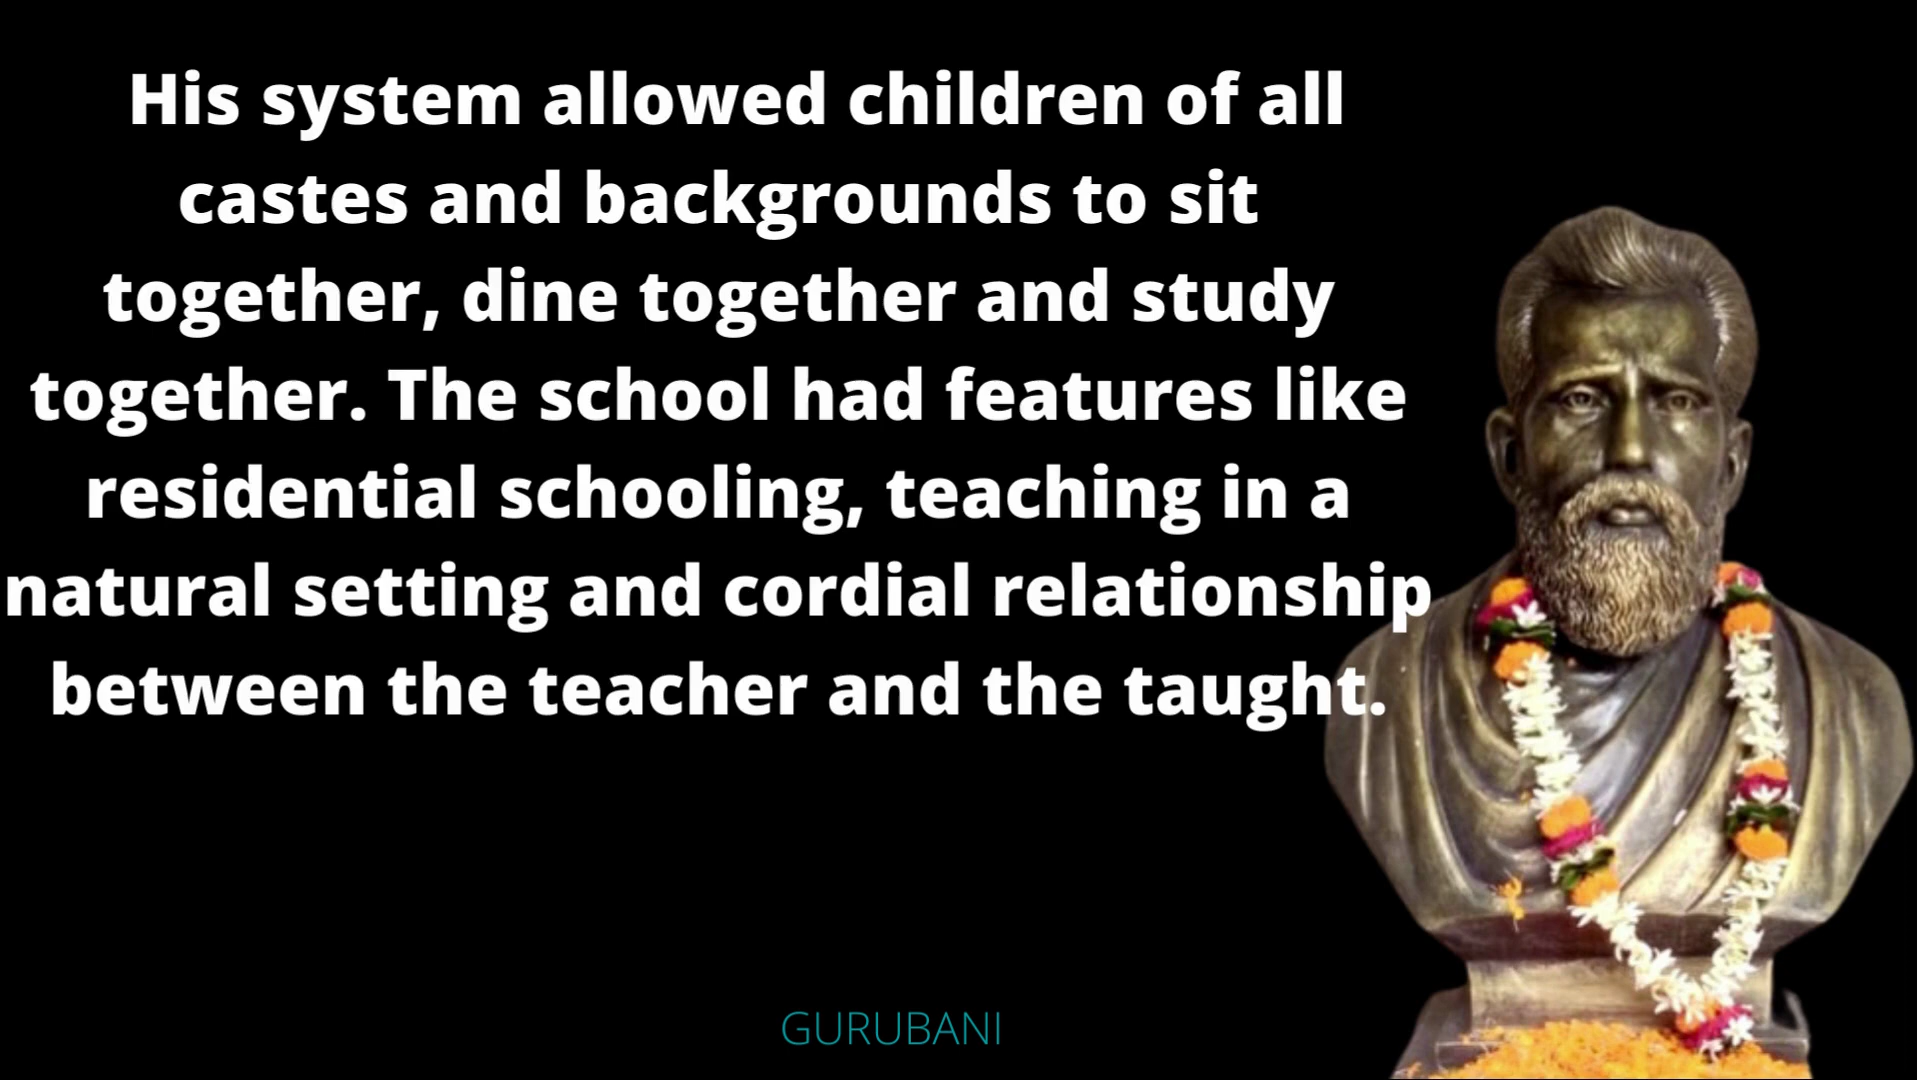 His system allowed children of all
castes and backgrounds to sit
together, dine together and study
together. The school had features like
residential schooling, teaching in a
natural setting and cordial relationship
between the teacher and the taught.
GURUBANI